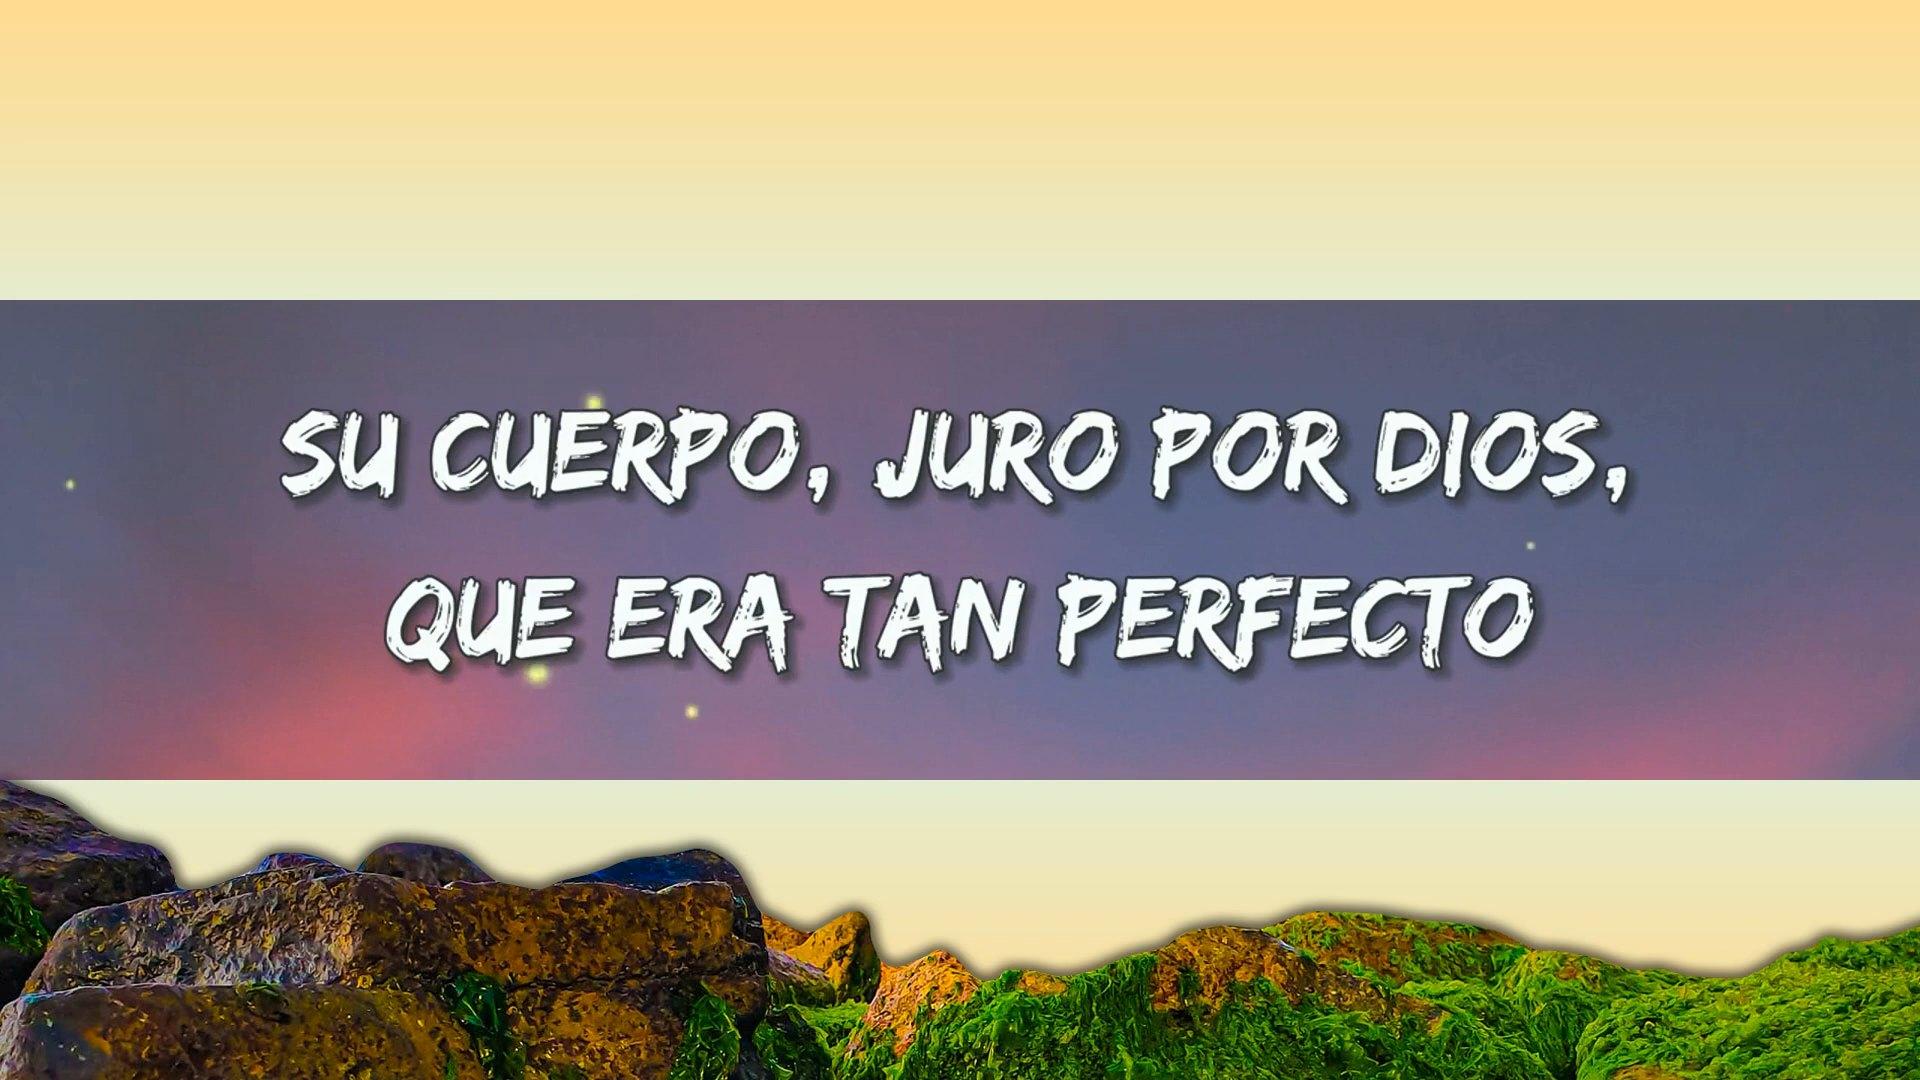 SU CUERPO, JURO POR DIOS,
QUE ERA TAN PERFECTO